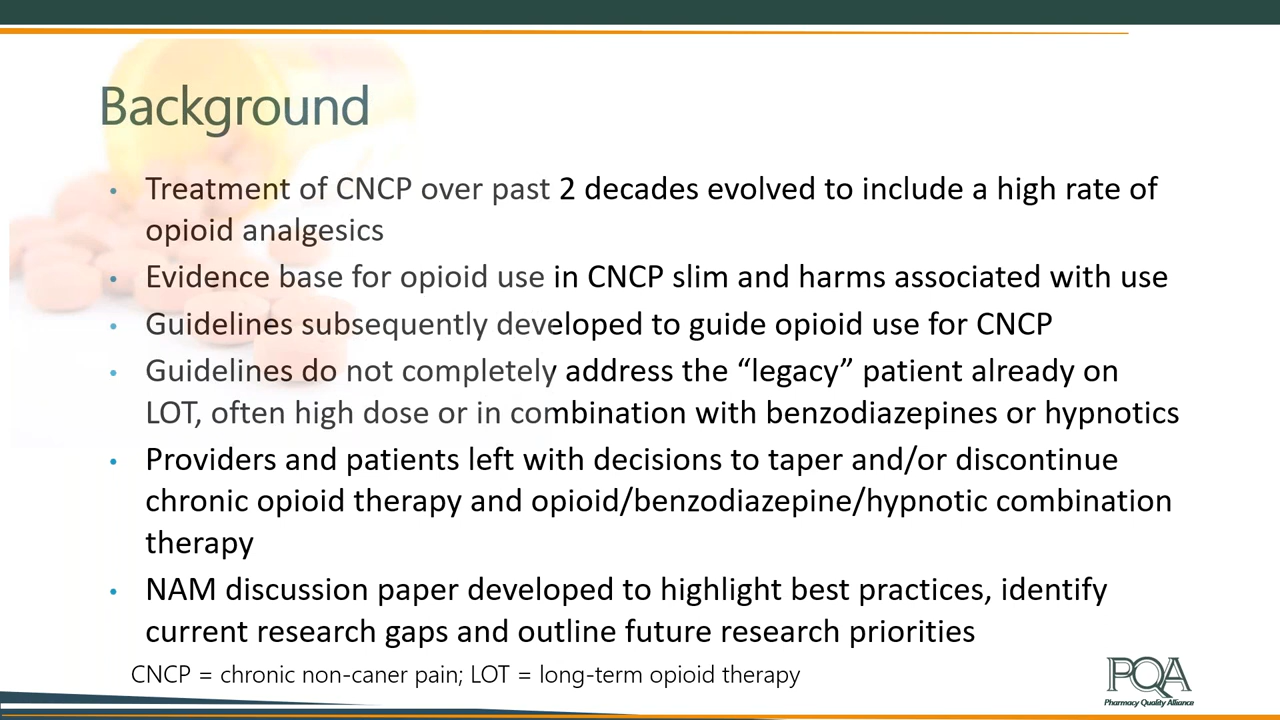 Background
• Treatment of CNCP over past 2 decades evolved to include a high rate of
opioid analgesics
• Evidence base for opioid use in CNCP slim and harms associated with use
• Guidelines subsequently developed to guide opioid use for CNCP
• Guidelines do not completely address the “legacy” patient already on
LOT, often high dose or in combination with benzodiazepines or hypnotics
• Providers and patients left with decisions to taper and/or discontinue
chronic opioid therapy and opioid/benzodiazepine/hypnotic combination
therapy
• NAM discussion paper developed to highlight best practices, identify
current research gaps and outline future research priorities
CNCP = chronic non-caner pain; LOT = long-term opioid therapy
PQA
Pharmacy Quality Alliance